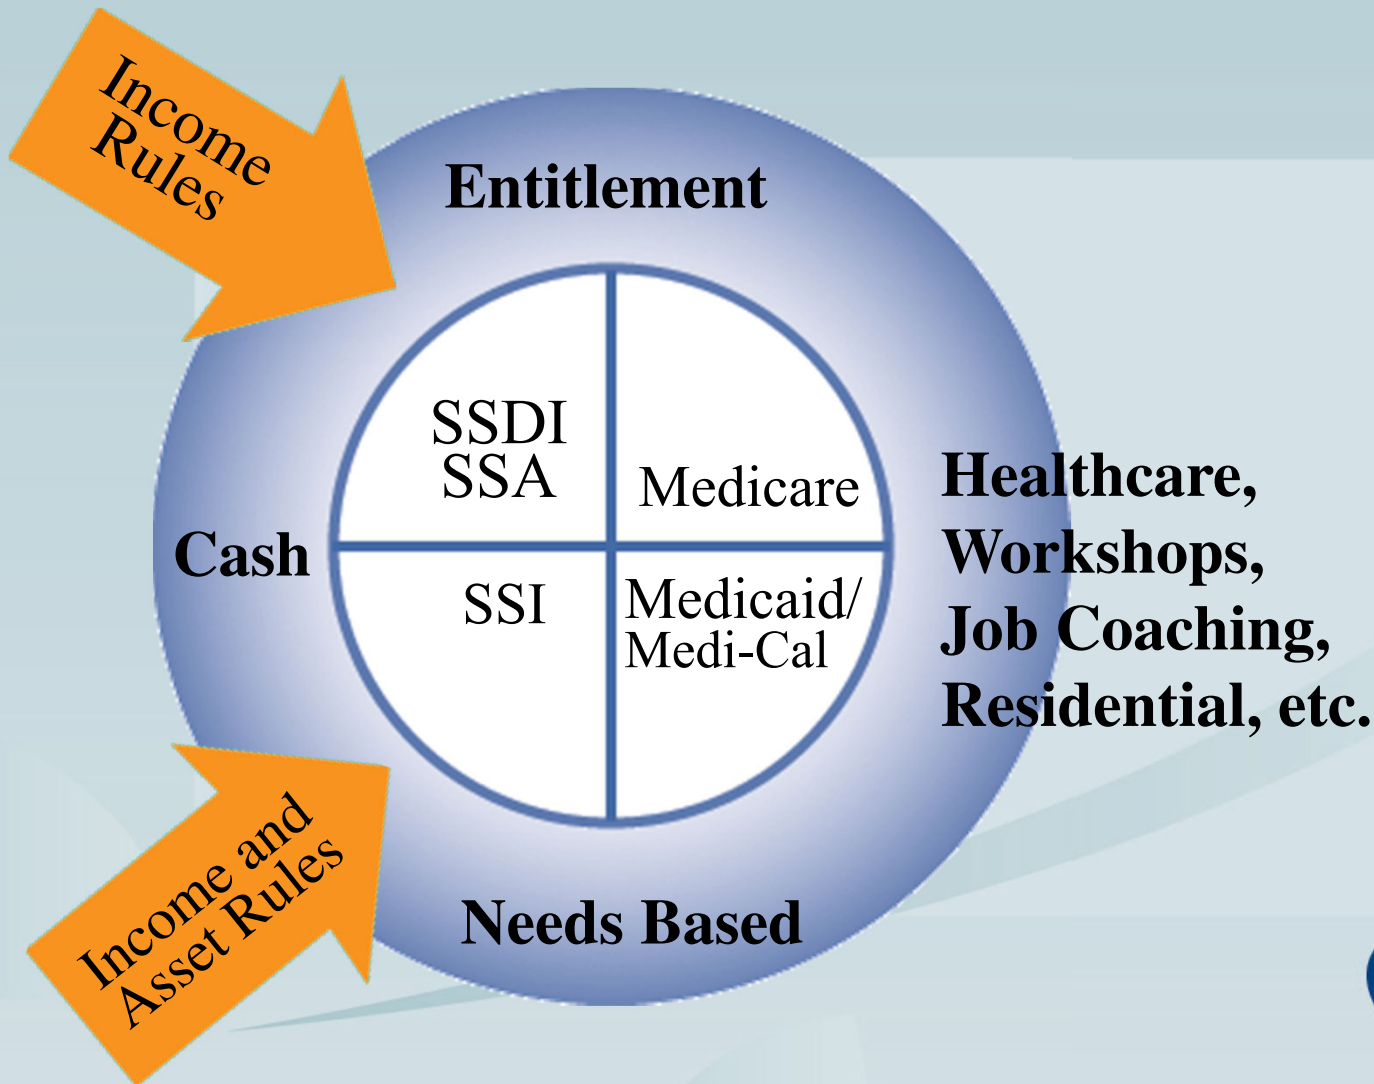 Income
Rules
Entitlement
SSDI
SSA
Medicare
Cash
Healthcare,
Workshops,
Job Coaching,
Residential, etc.
SSI
Medicaid/
Medi-Cal
Income and
Asset Rules
Needs Based